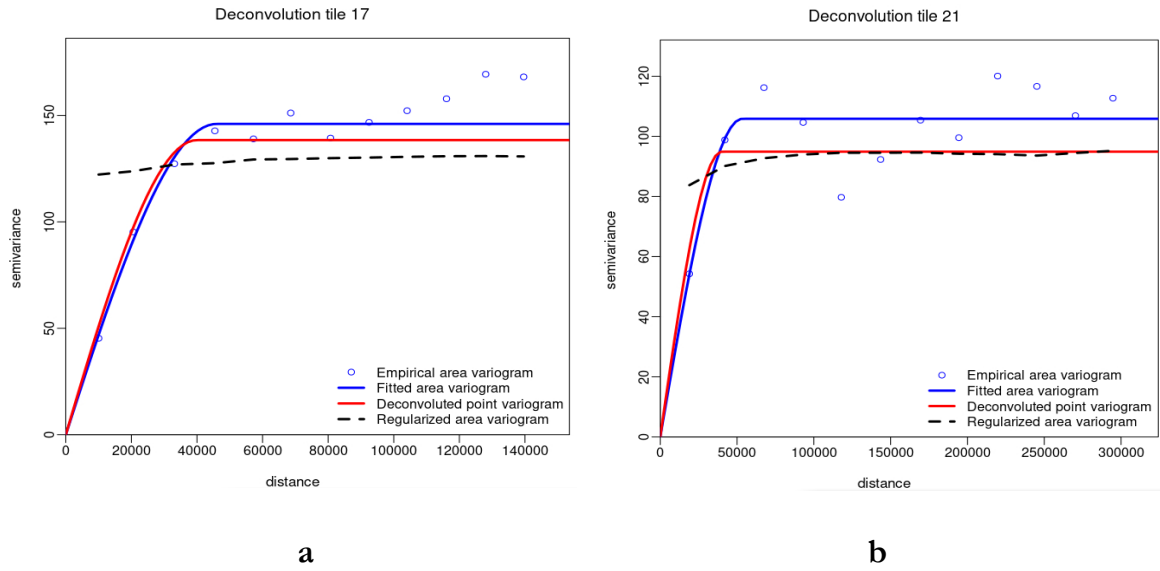 Deconvolution tile 17
semivariance
150
100
50
0
0 20000 40000 60000 80000 100000 120000 140000
distance
Empirical area variogram
Fitted area variogram
Deconvoluted point variogram
Regularized area variogram
a
Deconvolution tile 21
semivariance
120
100
80
60
40
20
0
0 50000 100000 150000 200000 250000 300000
distance
Empirical area variogram
Fitted area variogram
Deconvoluted point variogram
Regularized area variogram
b